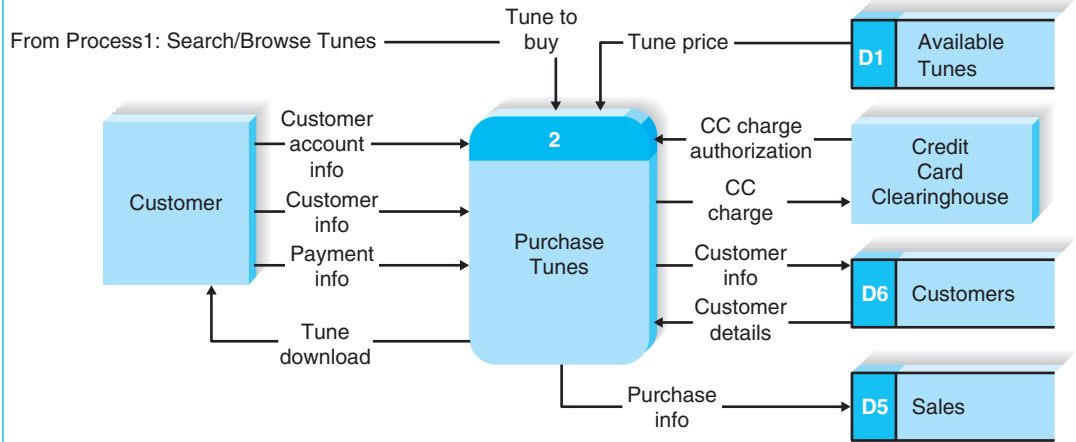 From Process1: Search/Browse Tunes
Tune to
buy
Tune price
D1
Available
Tunes
Customer
Customer
account
info
Customer
info
Payment
info
Tune
download
2
Purchase
Tunes
CC charge
authorization
CC
charge
Credit
Card
Clearinghouse
Customer
info
Customer
details
D6
Customers
Purchase
info
D5
Sales